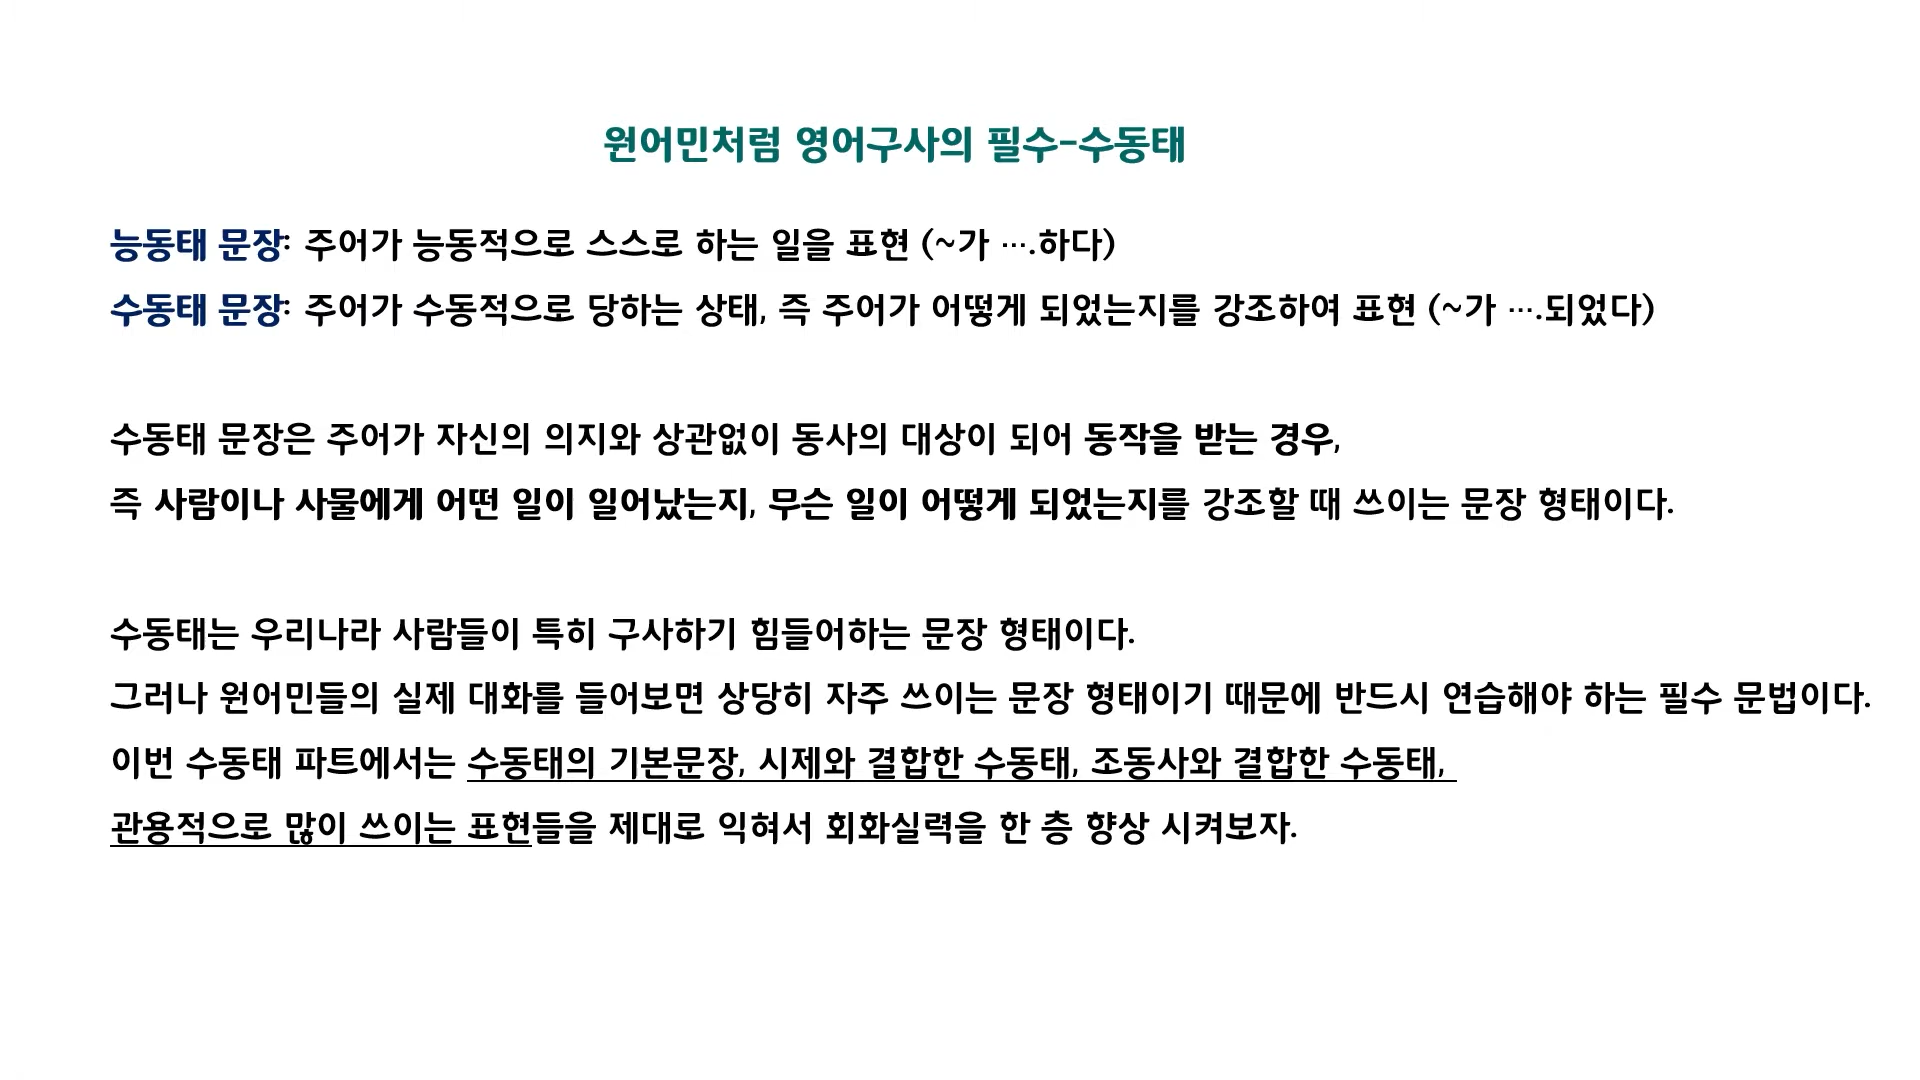 원어민처럼 영어구사의 필수-수동태
능동태 문장: 주어가 능동적으로 스스로 하는 일을 표현 (~가 ….하다)
수동태 문장: 주어가 수동적으로 당하는 상태, 즉 주어가 어떻게 되었는지를 강조하여 표현 (~가 ….되었다)
수동태 문장은 주어가 자신의 의지와 상관없이 동사의 대상이 되어 동작을 받는 경우,
즉 사람이나 사물에게 어떤 일이 일어났는지, 무슨 일이 어떻게 되었는지를 강조할 때 쓰이는 문장 형태이다.
수동태는 우리나라 사람들이 특히 구사하기 힘들어하는 문장 형태이다.
그러나 원어민들의 실제 대화를 들어보면 상당히 자주 쓰이는 문장 형태이기 때문에 반드시 연습해야 하는 필수 문법이다.
이번 수동태 파트에서는 수동태의 기본문장, 시제와 결합한 수동태, 조동사와 결합한 수동태,
관용적으로 많이 쓰이는 표현들을 제대로 익혀서 회화실력을 한 층 향상 시켜보자.